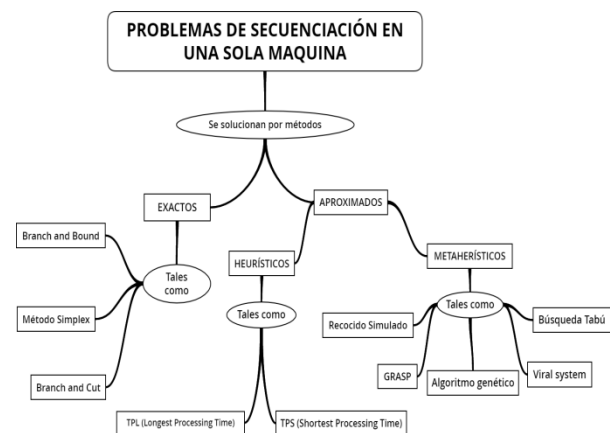 PROBLEMAS DE SECUENCIACIÓN EN
UNA SOLA MAQUINA
Se solucionan por métodos
EXACTOS
APROXIMADOS
Branch and Bound
Tales
como
Método Simplex
Branch and Cut
HEURÍSTICOS
Tales como
TPL (Longest Processing Time)
TPS (Shortest Processing Time)
METAHERÍSTICOS
Tales como
Recocido Simulado
Búsqueda Tabú
GRASP
Algoritmo genético
Viral system